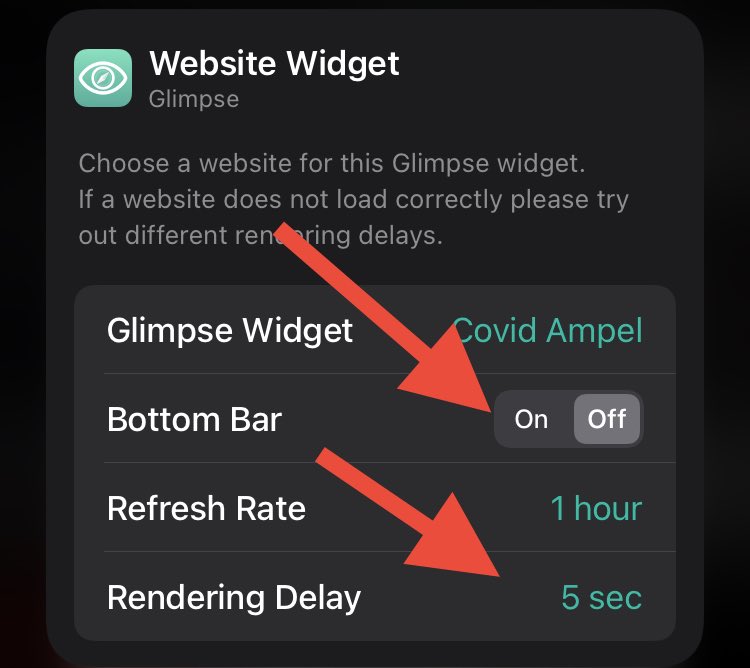 Website Widget
Glimpse
Choose a website for this Glimpse widget.
If a website does not load correctly please try
out different rendering delays.
Glimpse Widget Covid Ampel
Bottom Bar On Off
Refresh Rate 1 hour
Rendering Delay 5 sec